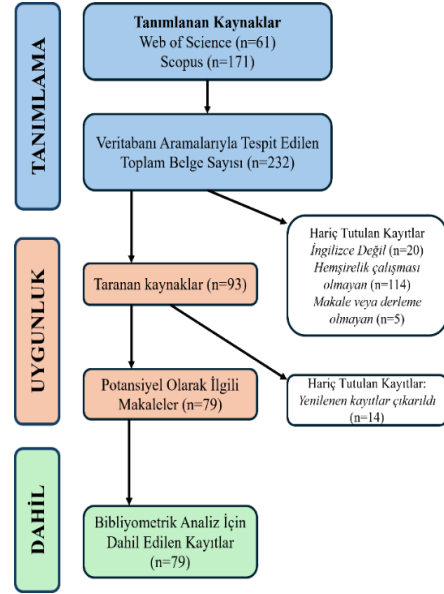 TANIMLAMA
Tanımlanan Kaynaklar
Web of Science (n=61)
Scopus (n=171)
Veritabanı Aramalarıyla Tespit Edilen
Toplam Belge Sayısı (n=232)
Hariç Tutulan Kayıtlar
İngilizce Değil (n=20)
Hemşirelik çalışması
olmayan (n=114)
Makale veya derleme
olmayan (n=5)
UYGUNLUK
Taranan kaynaklar (n=93)
Potansiyel Olarak İlgili
Makaleler (n=79)
Hariç Tutulan Kayıtlar:
Yenilenen kayıtlar çıkarıldı
(n=14)
DAHİL
Bibliyometrik Analiz İçin
Dahil Edilen Kayıtlar
(n=79)